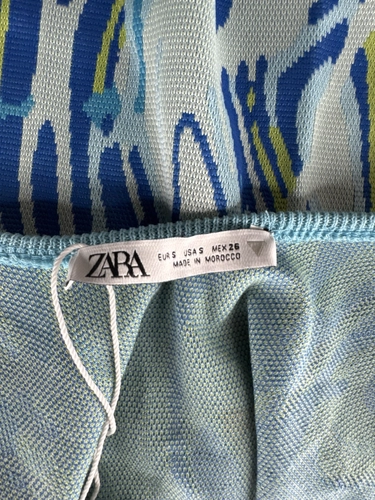 ZARA
EUR S USA S MEX 26
MADE IN MOROCCO